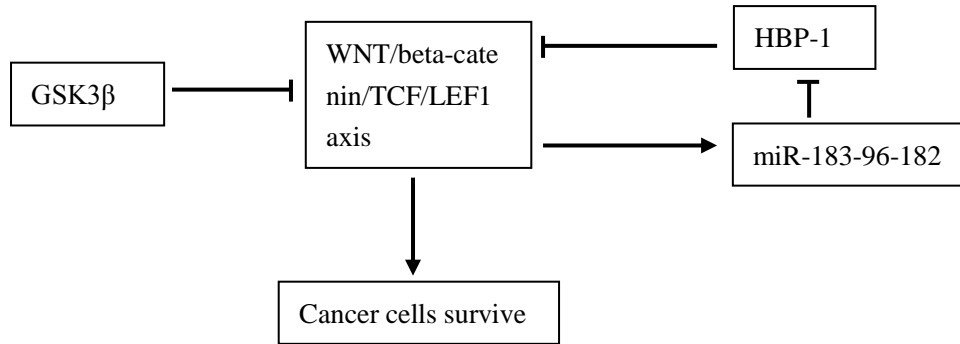 GSK3β
WNT/beta-cate
nin/TCF/LEF1
axis
HBP-1
miR-183-96-182
Cancer cells survive